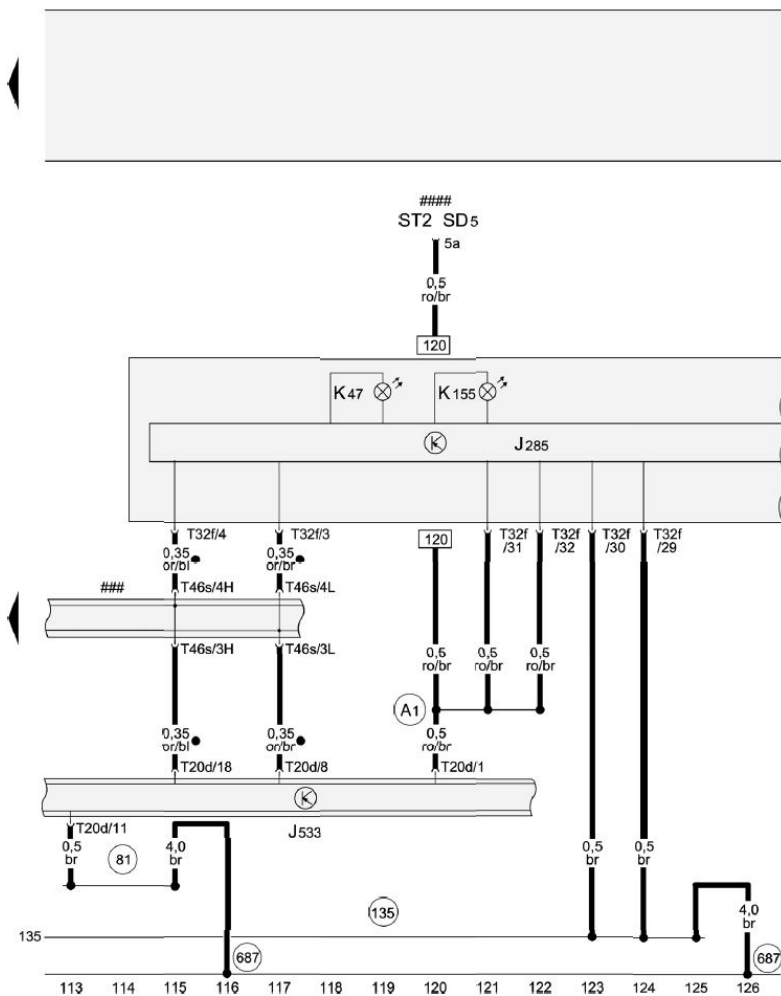 ####
ST2 SD5
5a
0,5
ro/br
120
K47 K155
J285
T32f/4 T32f/3 120 T32f/31 T32f/32 T32f/30 T32f/29
0,35 or/bl 0,35 or/br
### T46s/4H T46s/4L
T46s/3H T46s/3L
0,5 ro/br 0,5 ro/br 0,5 ro/br
A1
0,35 or/bl 0,35 or/br 0,5 ro/br
T20d/18 T20d/8 T20d/1
J533
T20d/11
0,5 br 81 4,0 br 0,5 br 0,5 br
135 4,0 br
135
687 687
113 114 115 116 117 118 119 120 121 122 123 124 125 126